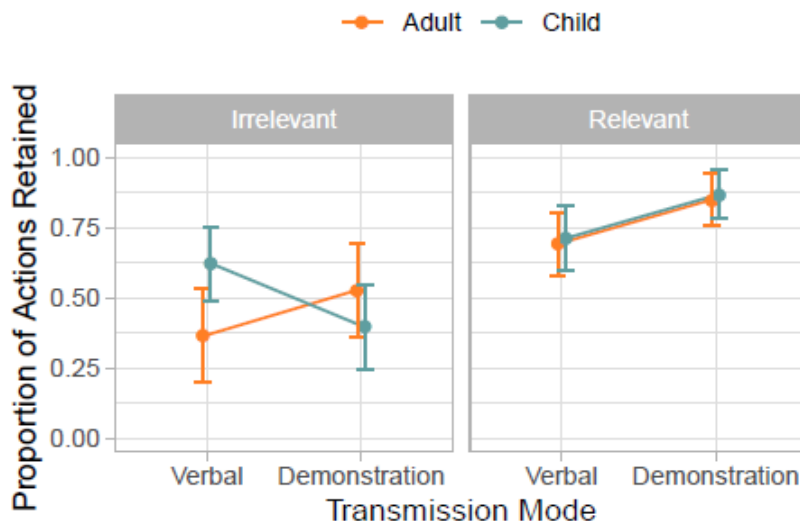 Adult Child
Irrelevant Relevant
Proportion of Actions Retained
1.00
0.75
0.50
0.25
0.00
Verbal Demonstration Verbal Demonstration
Transmission Mode